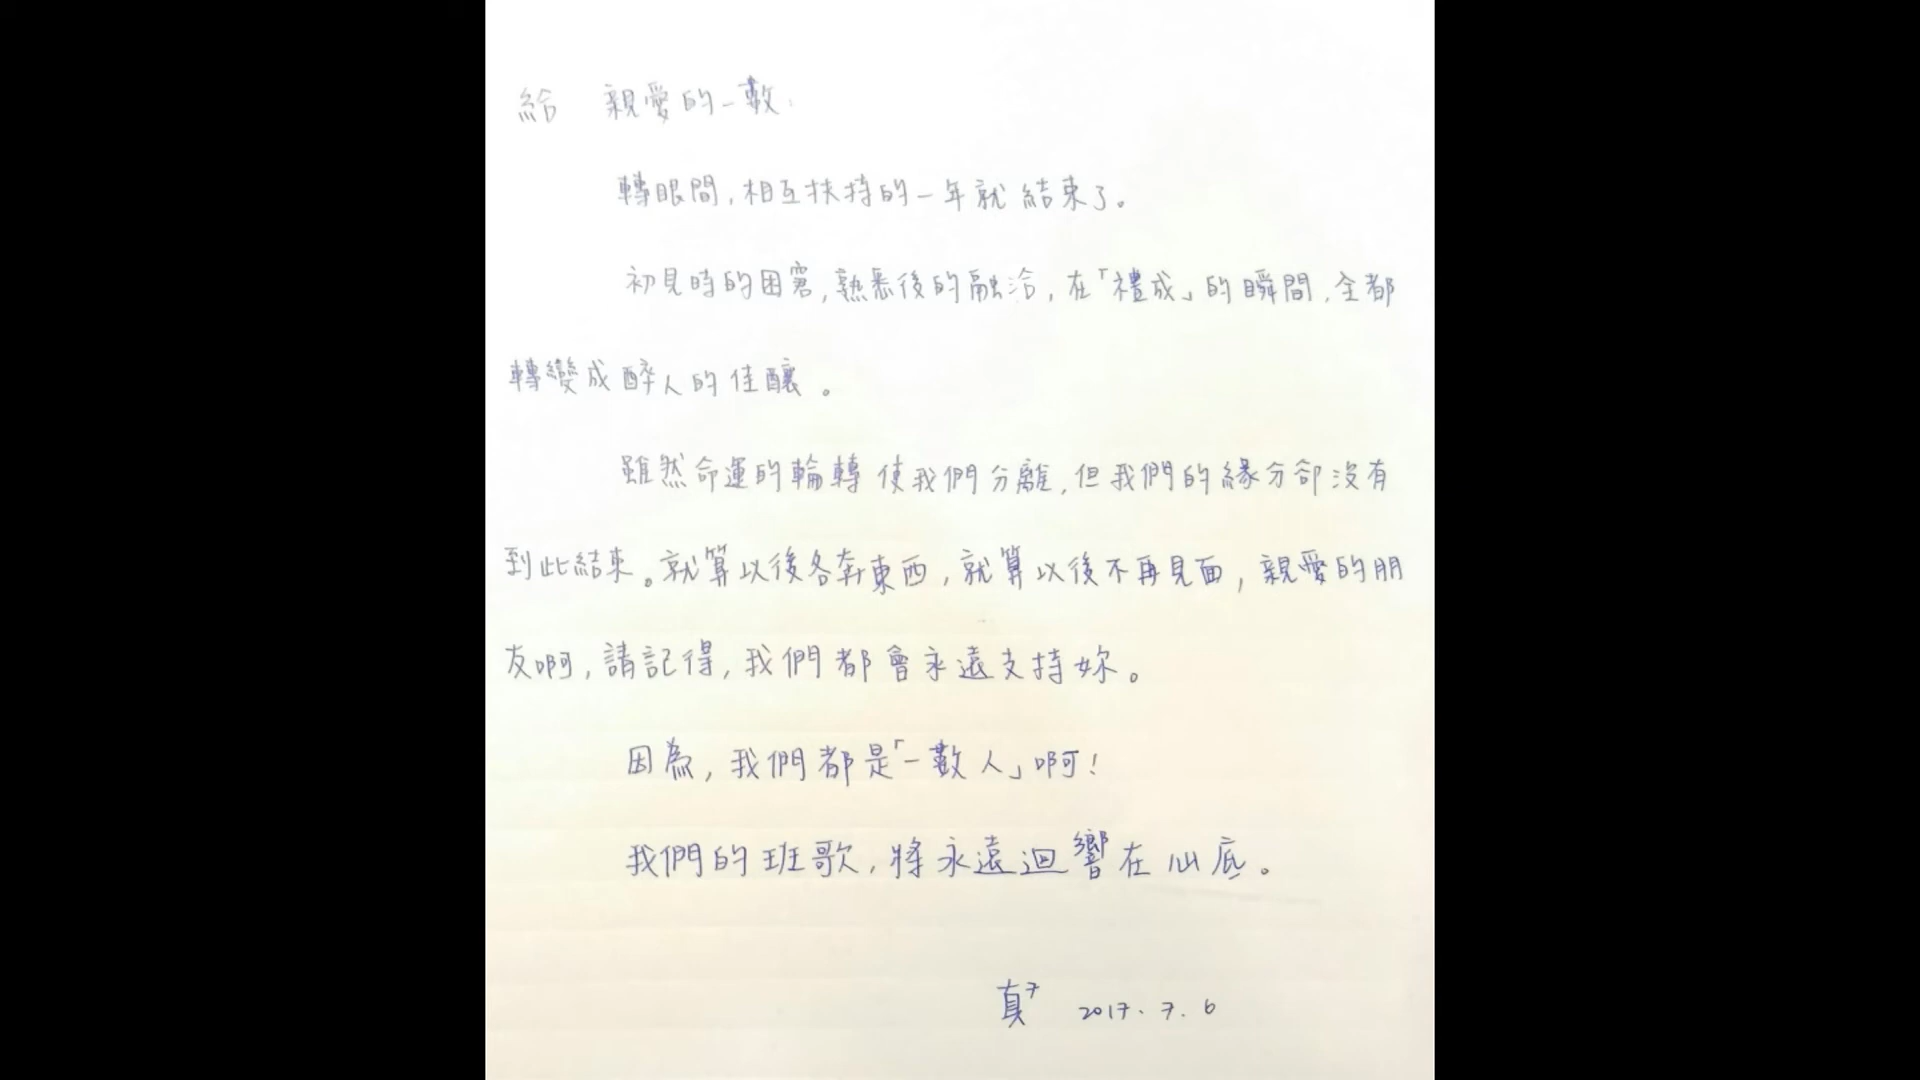 給 親愛的一數:
轉眼間,相互扶持的一年就結束了。
初見時的困窘,熟悉後的融洽,在「禮成」的瞬間,全都
轉變成醉人的佳釀。
雖然命運的輪轉使我們分離,但我們的緣分卻沒有
到此結束。就算以後各奔東西,就算以後不再見面,親愛的朋
友啊,請記得,我們都會永遠支持妳。
因為,我們都是「一數人」啊!
我們的班歌,將永遠迴響在心底。
真 2017.7.6